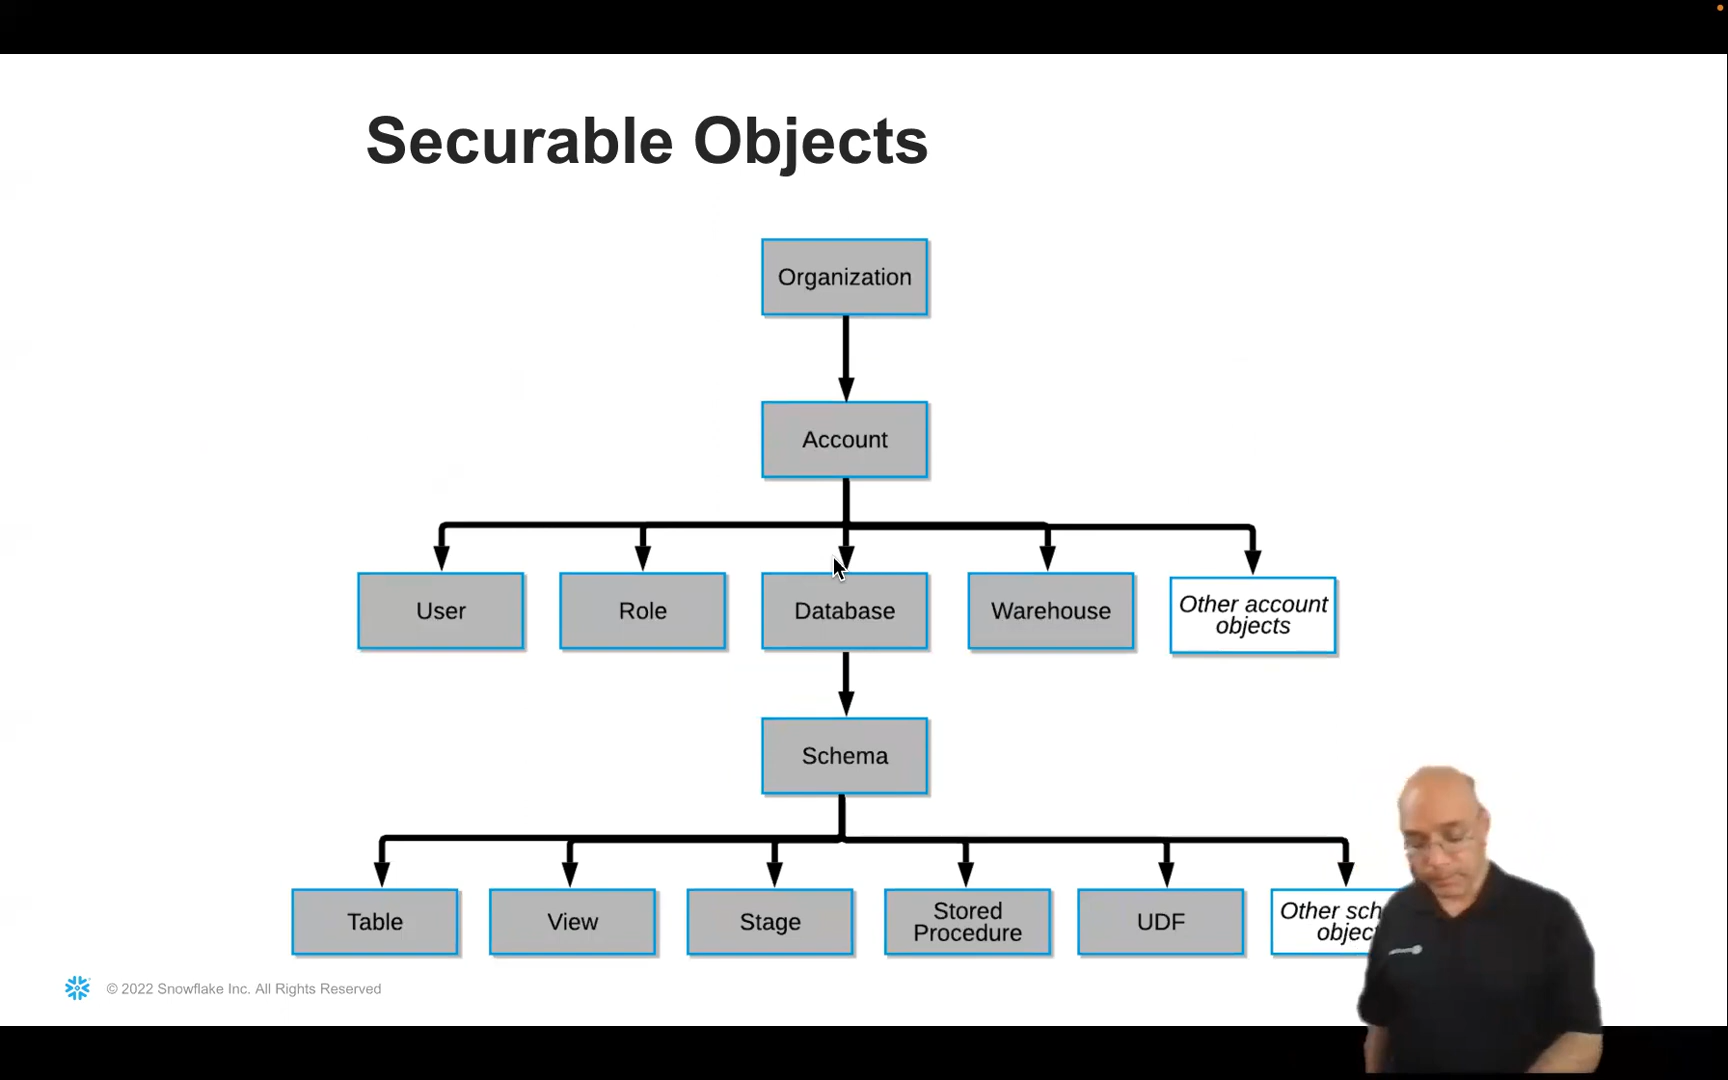 Securable Objects
Organization
Account
User
Role
Database
Warehouse
Other account
objects
Schema
Table
View
Stage
Stored
Procedure
UDF
Other
© 2022 Snowflake Inc. All Rights Reserved